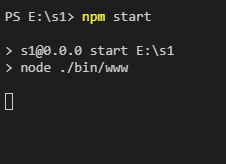 PS E:\s1> npm start
> s1@0.0.0 start E:\s1
> node ./bin/www